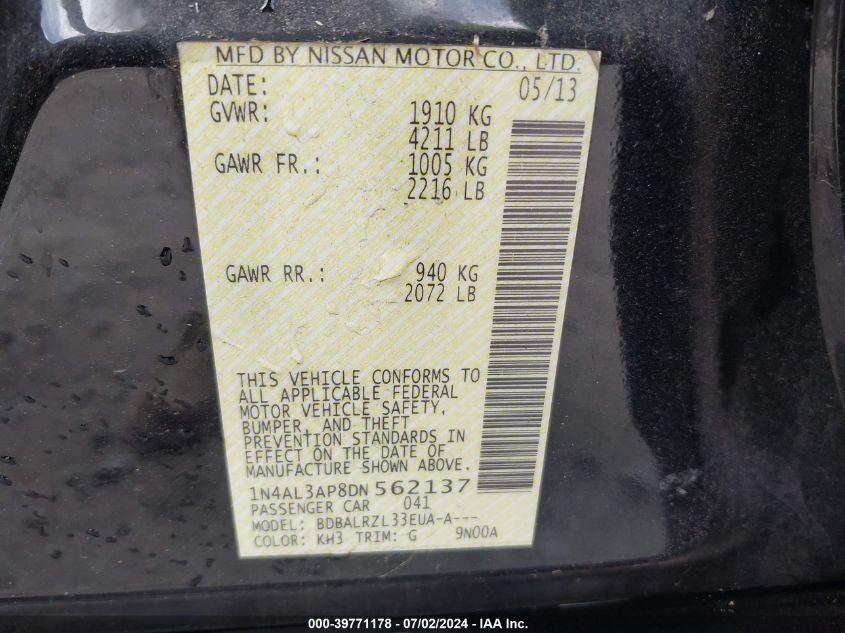 MFD BY NISSAN MOTOR CO., LTD.
DATE: 05/13
GVWR: 1910 KG
4211 LB
GAWR FR.: 1005 KG
2216 LB
GAWR RR.: 940 KG
2072 LB
THIS VEHICLE CONFORMS TO
ALL APPLICABLE FEDERAL
MOTOR VEHICLE SAFETY,
BUMPER, AND THEFT
PREVENTION STANDARDS IN
EFFECT ON THE DATE OF
MANUFACTURE SHOWN ABOVE.
1N4AL3AP8DN562137
PASSENGER CAR 041
MODEL: BDBALRZL33EUA-A---
COLOR: KH3 TRIM: G 9N00A
000-39771178 - 07/02/2024 - IAA Inc.